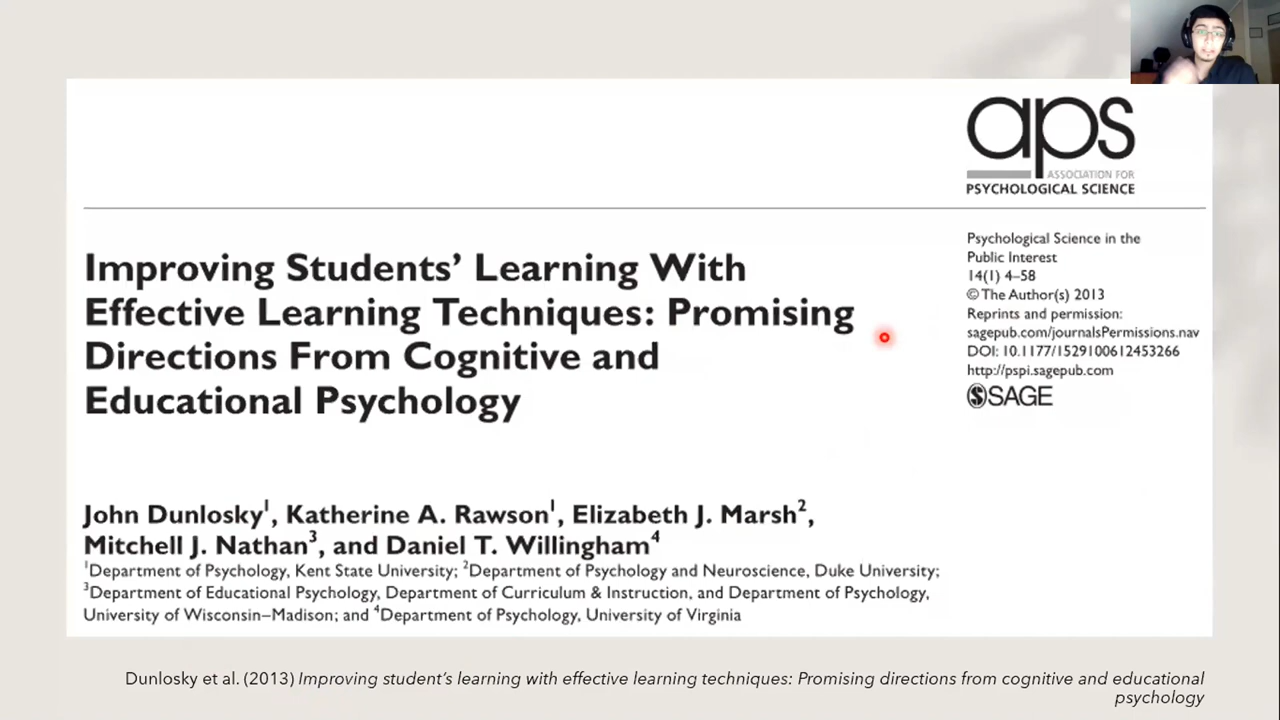 aps
ASSOCIATION FOR
PSYCHOLOGICAL SCIENCE
Improving Students' Learning With
Effective Learning Techniques: Promising
Directions From Cognitive and
Educational Psychology
Psychological Science in the
Public Interest
14(1) 4–58
© The Author(s) 2013
Reprints and permission:
sagepub.com/journalsPermissions.nav
DOI: 10.1177/1529100612453266
http://pspi.sagepub.com
SAGE
John Dunlosky¹, Katherine A. Rawson¹, Elizabeth J. Marsh²,
Mitchell J. Nathan³, and Daniel T. Willingham⁴
¹Department of Psychology, Kent State University; ²Department of Psychology and Neuroscience, Duke University;
³Department of Educational Psychology, Department of Curriculum & Instruction, and Department of Psychology,
University of Wisconsin–Madison; and ⁴Department of Psychology, University of Virginia
Dunlosky et al. (2013) Improving student's learning with effective learning techniques: Promising directions from cognitive and educational
psychology